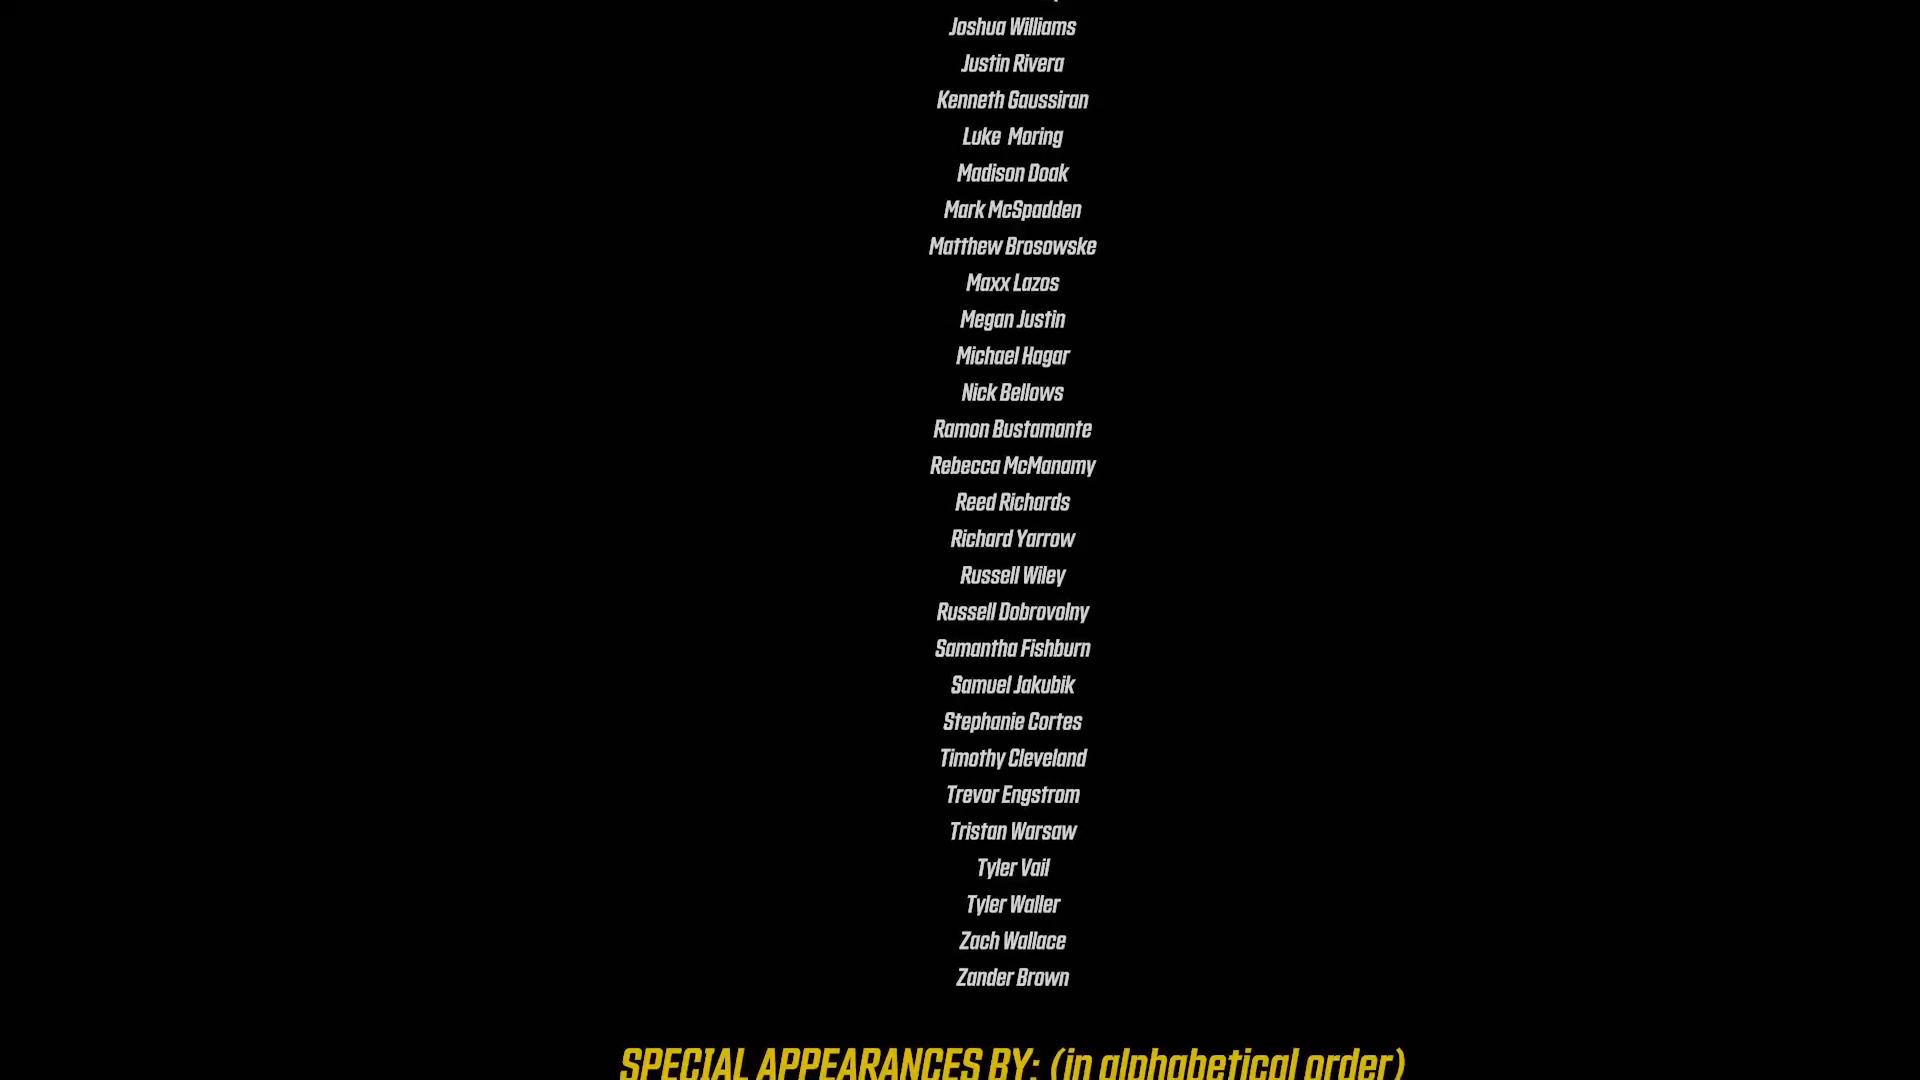 Joshua Williams
Justin Rivera
Kenneth Gaussiran
Luke Moring
Madison Doak
Mark McSpadden
Matthew Brosowske
Maxx Lazos
Megan Justin
Michael Hagar
Nick Bellows
Ramon Bustamante
Rebecca McManamy
Reed Richards
Richard Yarrow
Russell Wiley
Russell Dobrovolny
Samantha Fishburn
Samuel Jakubik
Stephanie Cortes
Timothy Cleveland
Trevor Engstrom
Tristan Warsaw
Tyler Vail
Tyler Waller
Zach Wallace
Zander Brown
SPECIAL APPEARANCES BY: (in alphabetical order)